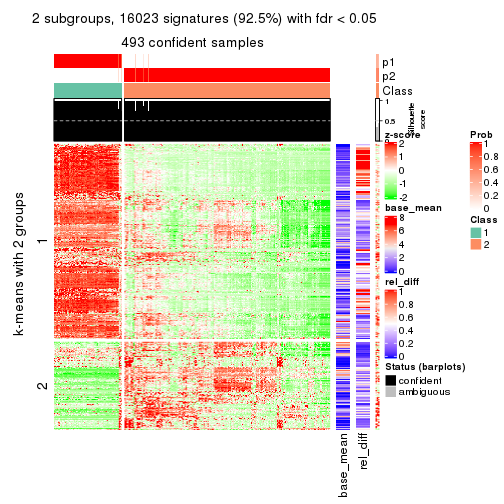 2 subgroups, 16023 signatures (92.5%) with fdr < 0.05
493 confident samples
p1
p2
Class
1
0.5
0
Silhouette
score
k-means with 2 groups
1
2
base_mean
rel_diff
z-score
2
1
0
-1
-2
base_mean
8
6
4
2
0
rel_diff
1
0.8
0.6
0.4
0.2
0
Status (barplots)
confident
ambiguous
Prob
1
0.8
0.6
0.4
0.2
0
Class
1
2